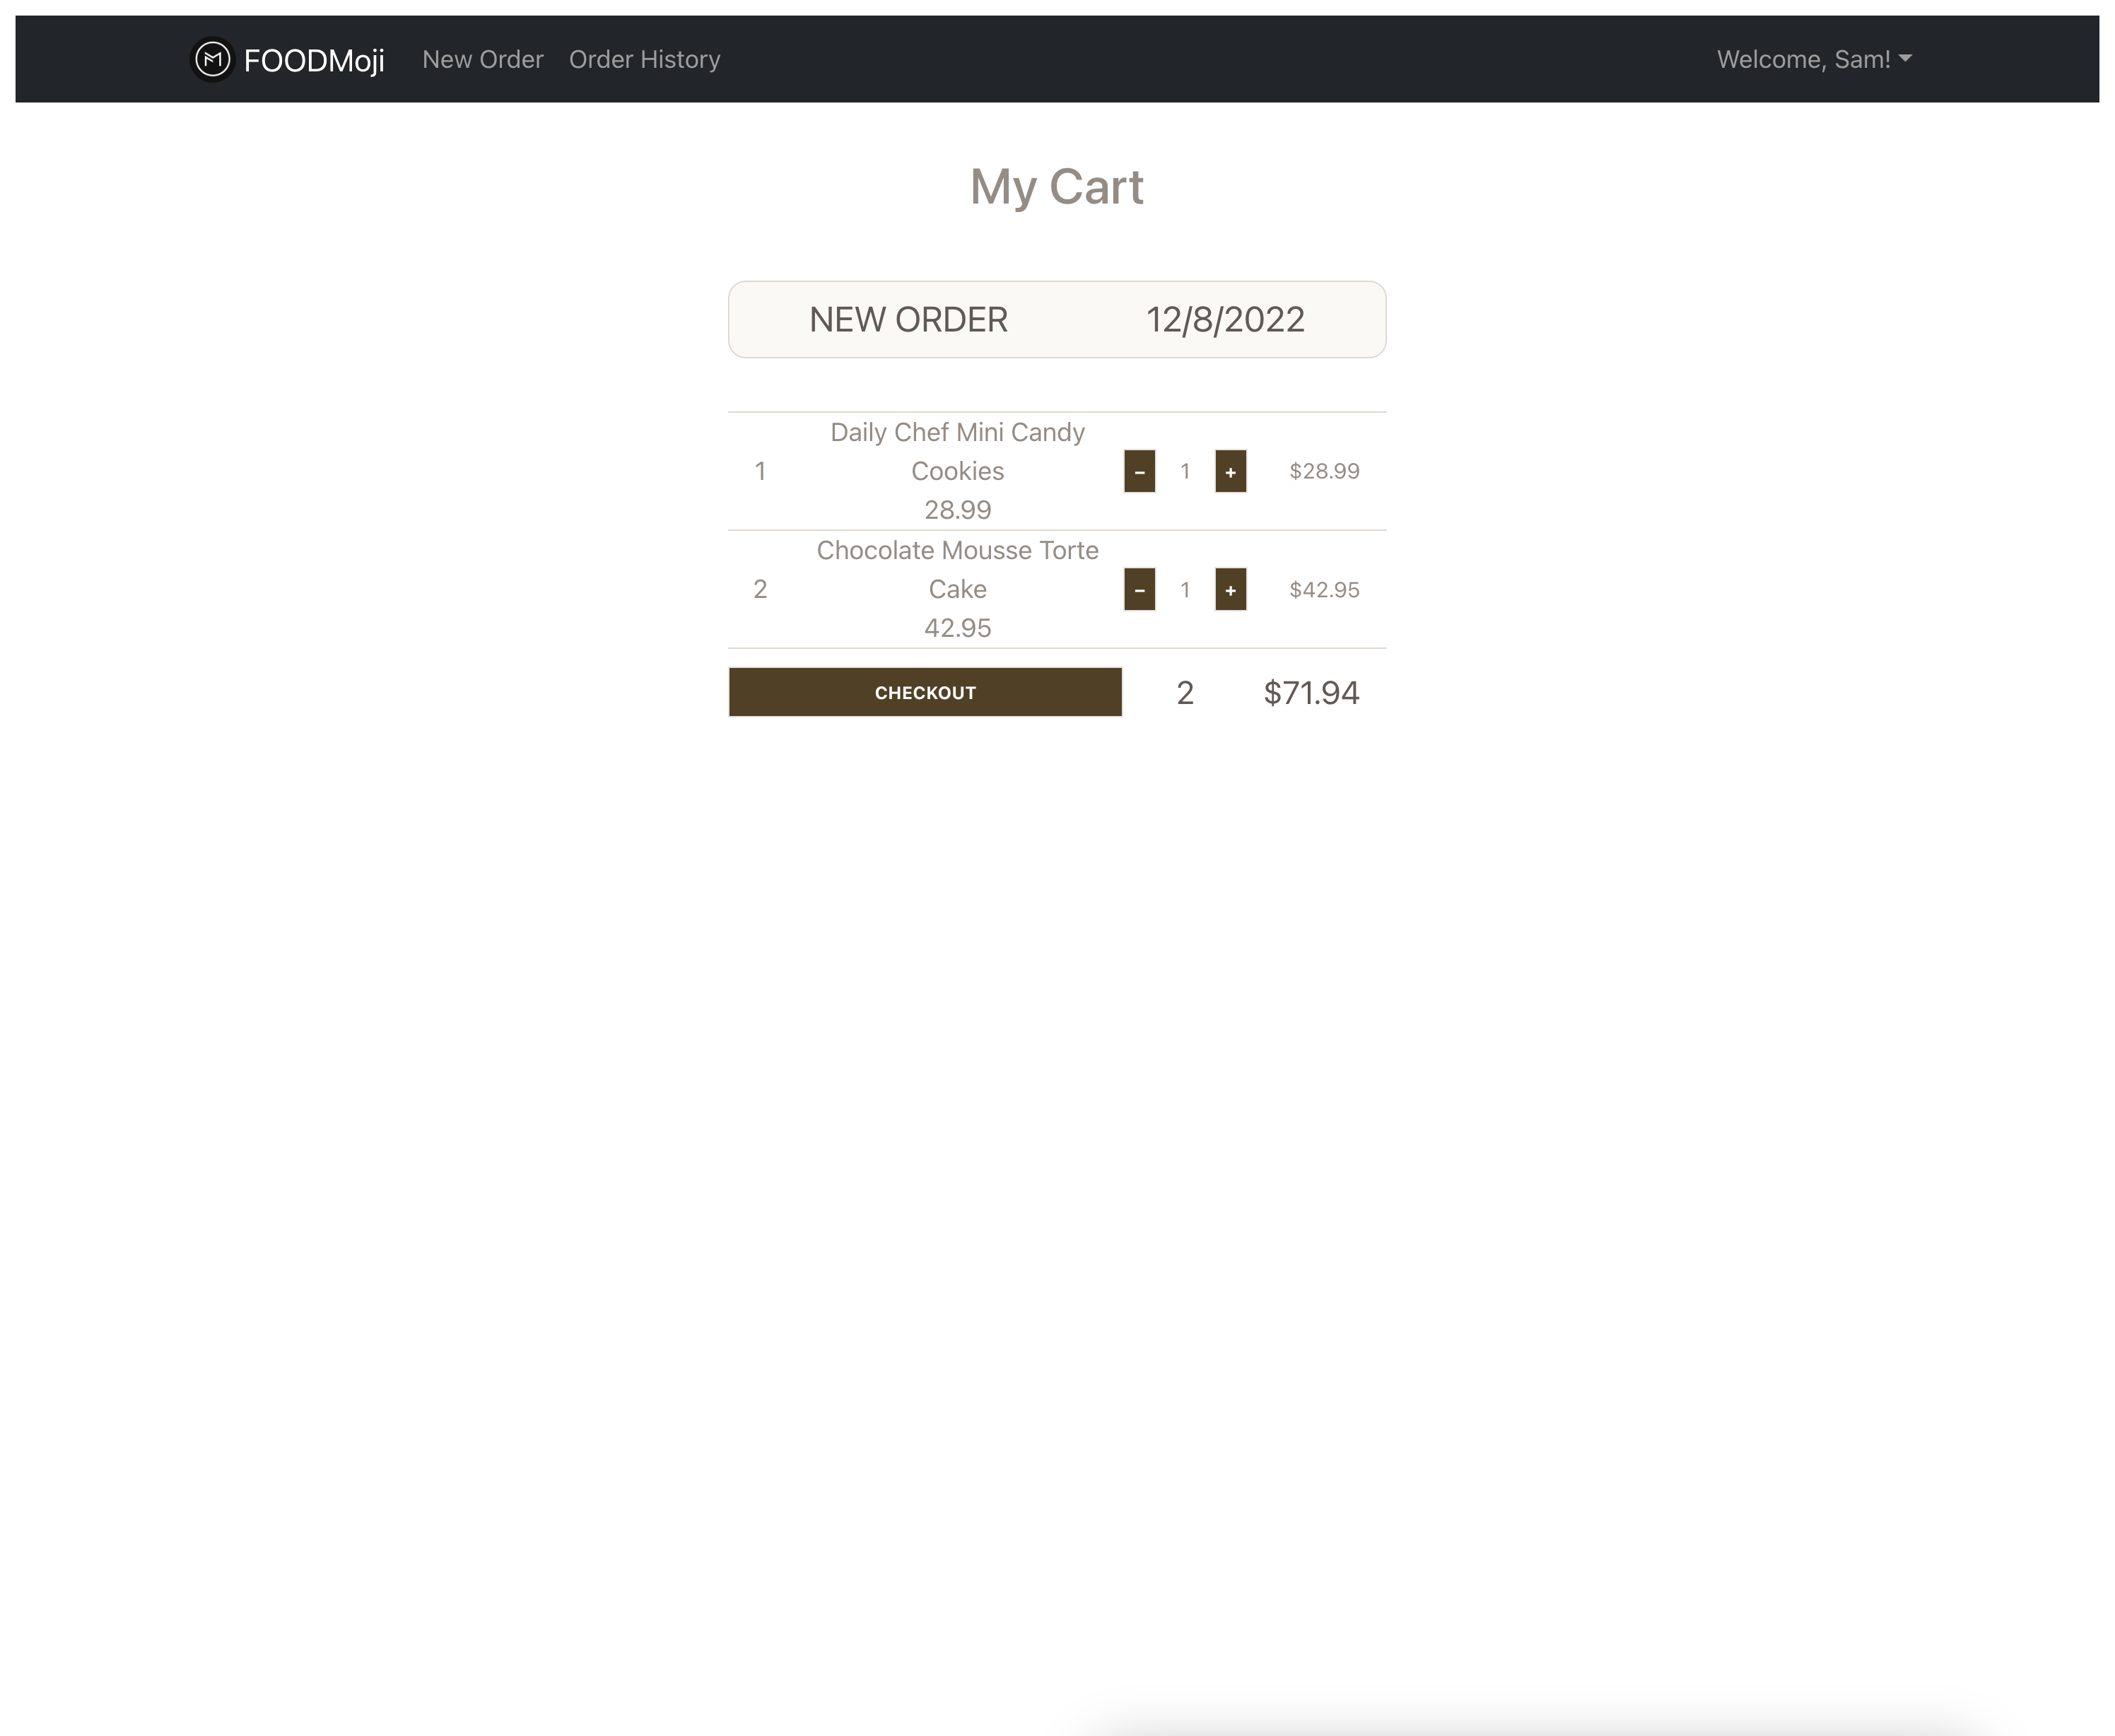 FOODMoji New Order Order History Welcome, Sam!
My Cart
NEW ORDER 12/8/2022
Daily Chef Mini Candy
1 Cookies - 1 + $28.99
28.99
Chocolate Mousse Torte
2 Cake - 1 + $42.95
42.95
CHECKOUT 2 $71.94